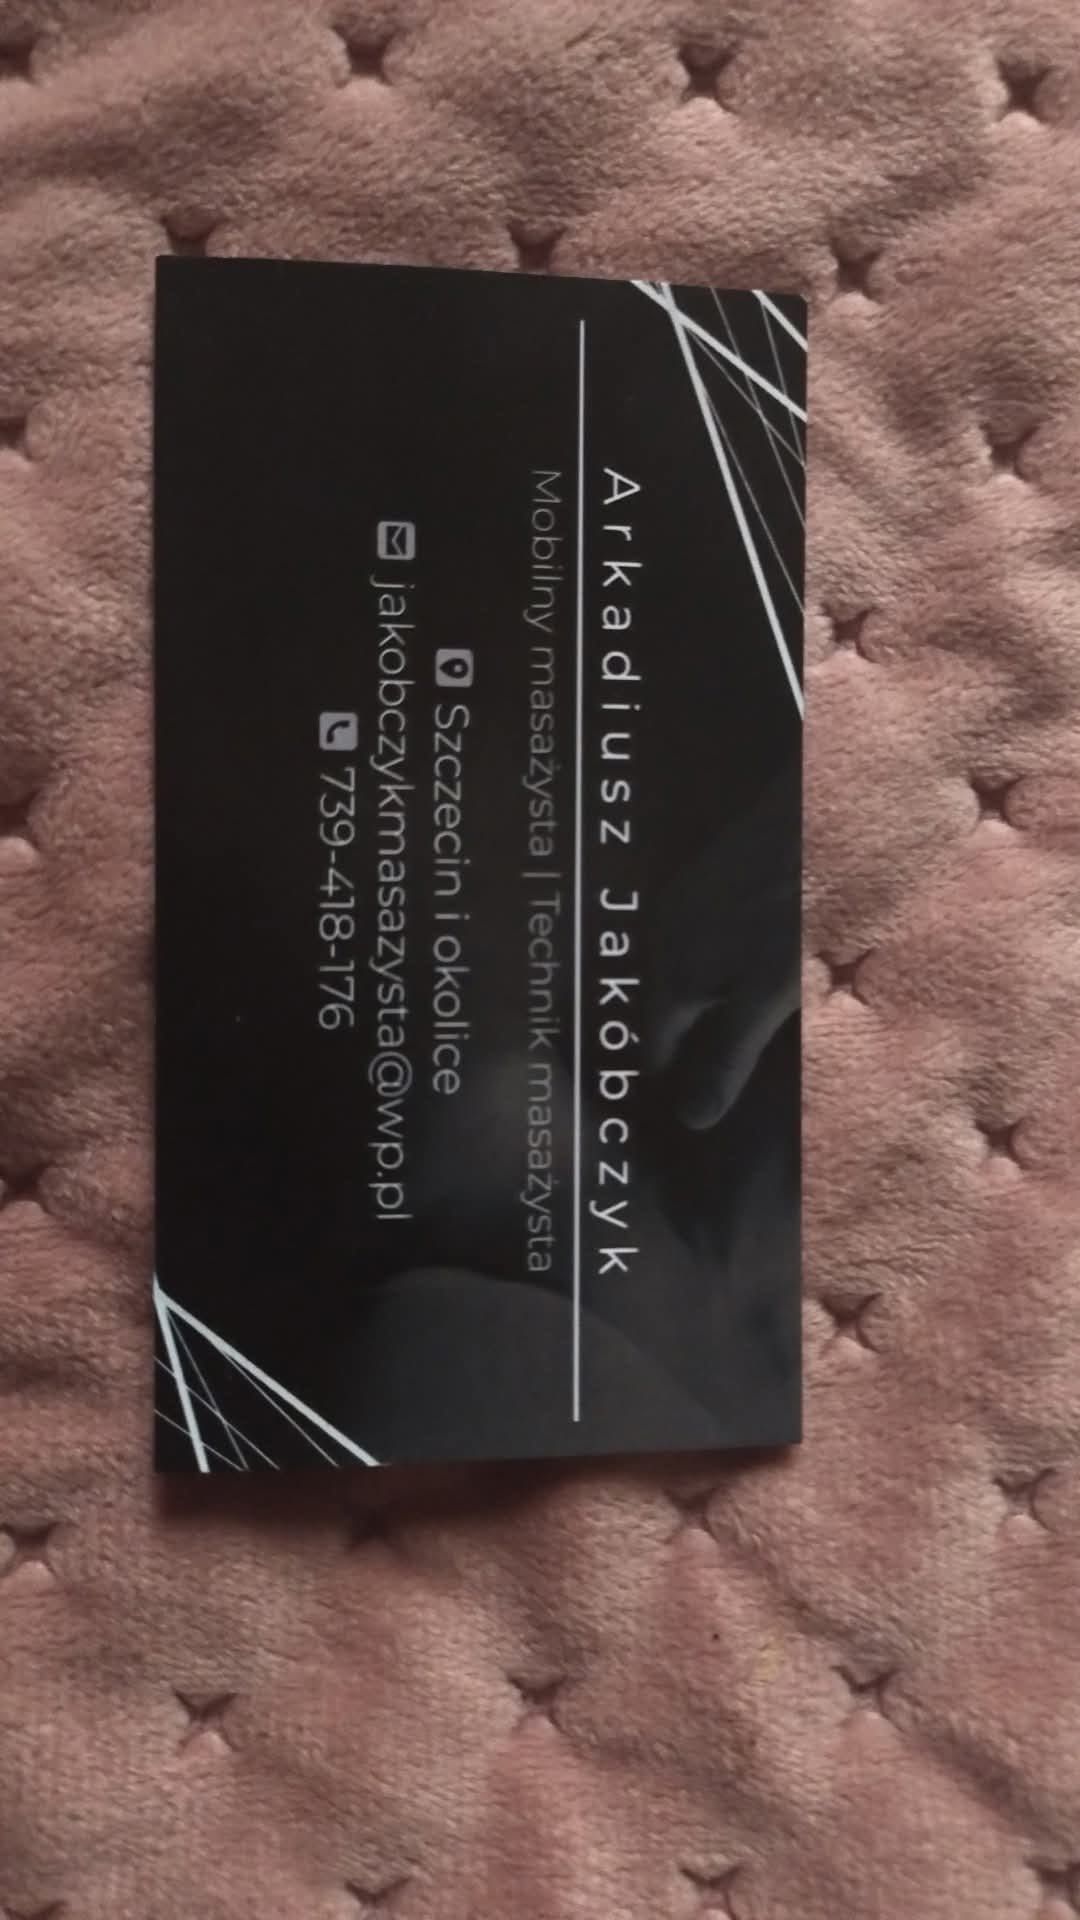 Arkadiusz Jakóbczyk
Mobilny masażysta | Technik masażysta
Szczecin i okolice
jakobczykmasazysta@wp.pl
739-418-176